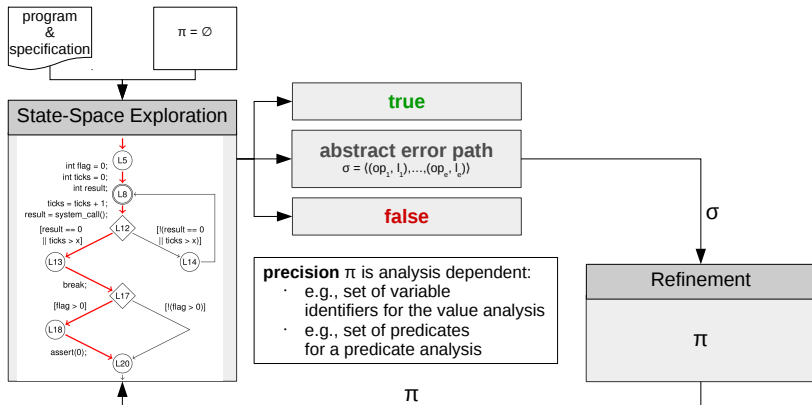 program
&
specification
π = ∅
State-Space Exploration
L5
int flag = 0;
int ticks = 0;
int result;
L8
ticks = ticks + 1;
result = system_call();
L12
[result == 0
|| ticks > x]
[!(result == 0
|| ticks > x)]
L13
L14
break;
L17
[flag > 0]
[!(flag > 0)]
L18
assert(0);
L20
true
abstract error path
σ = ⟨(op₁, l₁),…,(opₑ, lₑ)⟩
false
precision π is analysis dependent:
· e.g., set of variable
identifiers for the value analysis
· e.g., set of predicates
for a predicate analysis
σ
Refinement
π
π